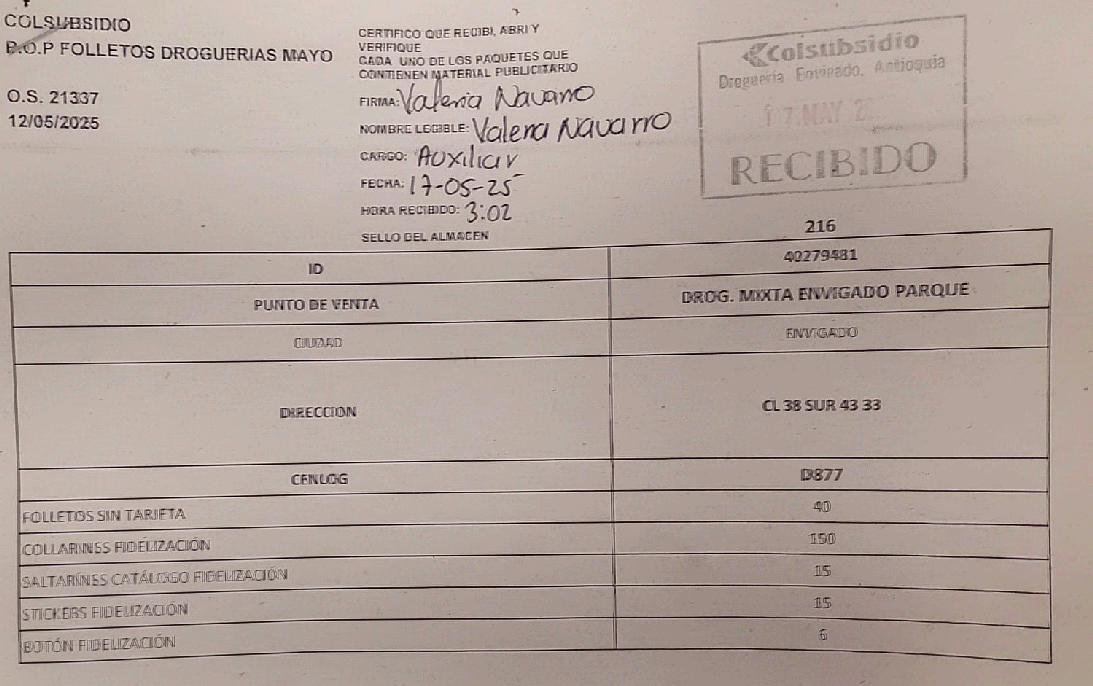 COLSUBSIDIO
P.O.P FOLLETOS DROGUERIAS MAYO
O.S. 21337
12/05/2025
CERTIFICO QUE RECIBI, ABRI Y
VERIFIQUE
CADA UNO DE LOS PAQUETES QUE
CONTIENEN MATERIAL PUBLICITARIO
FIRMA: Valeria Navarro
NOMBRE LEGIBLE: Valeria Navarro
CARGO: Auxiliar
FECHA: 17-05-25
HORA RECIBIDO: 3:02
SELLO DEL ALMACEN
Colsubsidio
Droguería Envigado, Antioquia
17 MAY 2
RECIBIDO
216
ID 40279481
PUNTO DE VENTA DROG. MIXTA ENVIGADO PARQUE
CIUDAD ENVIGADO
DIRECCION CL 38 SUR 43 33
CENLOG D877
FOLLETOS SIN TARJETA 40
COLLARINES FIDELIZACIÓN 150
SALTARÍNES CATÁLOGO FIDELIZACIÓN 15
STICKERS FIDELIZACIÓN 15
BOTÓN FIDELIZACIÓN 6